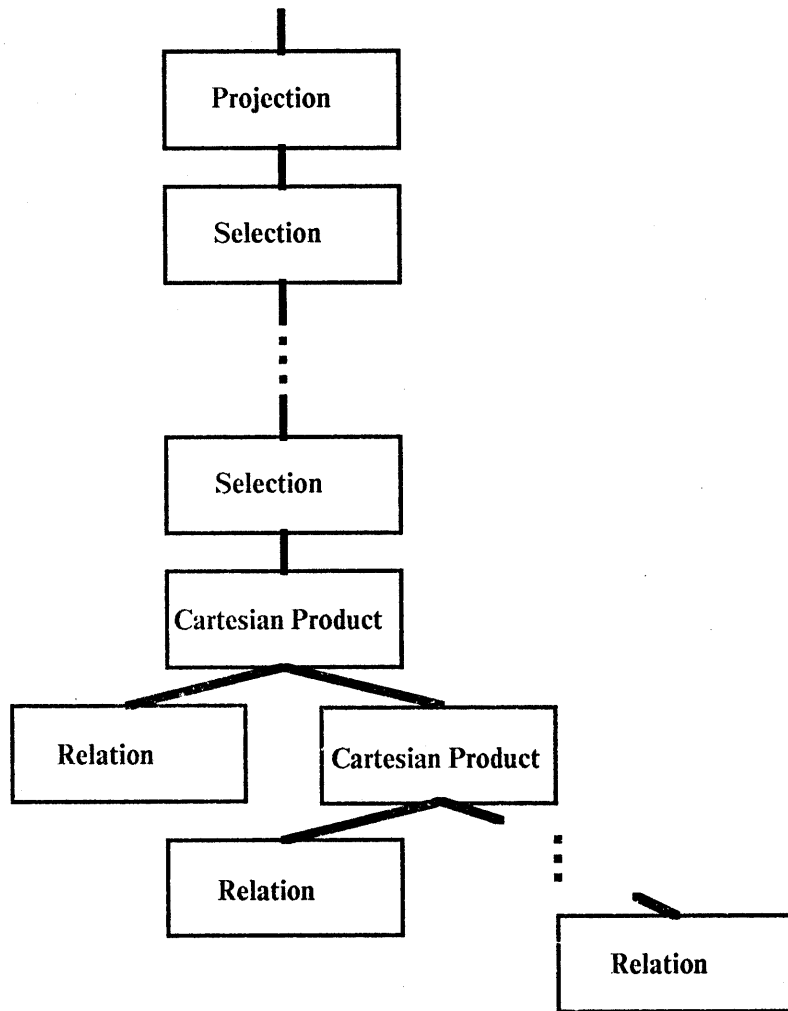 Projection
Selection
Selection
Cartesian Product
Relation
Cartesian Product
Relation
Relation